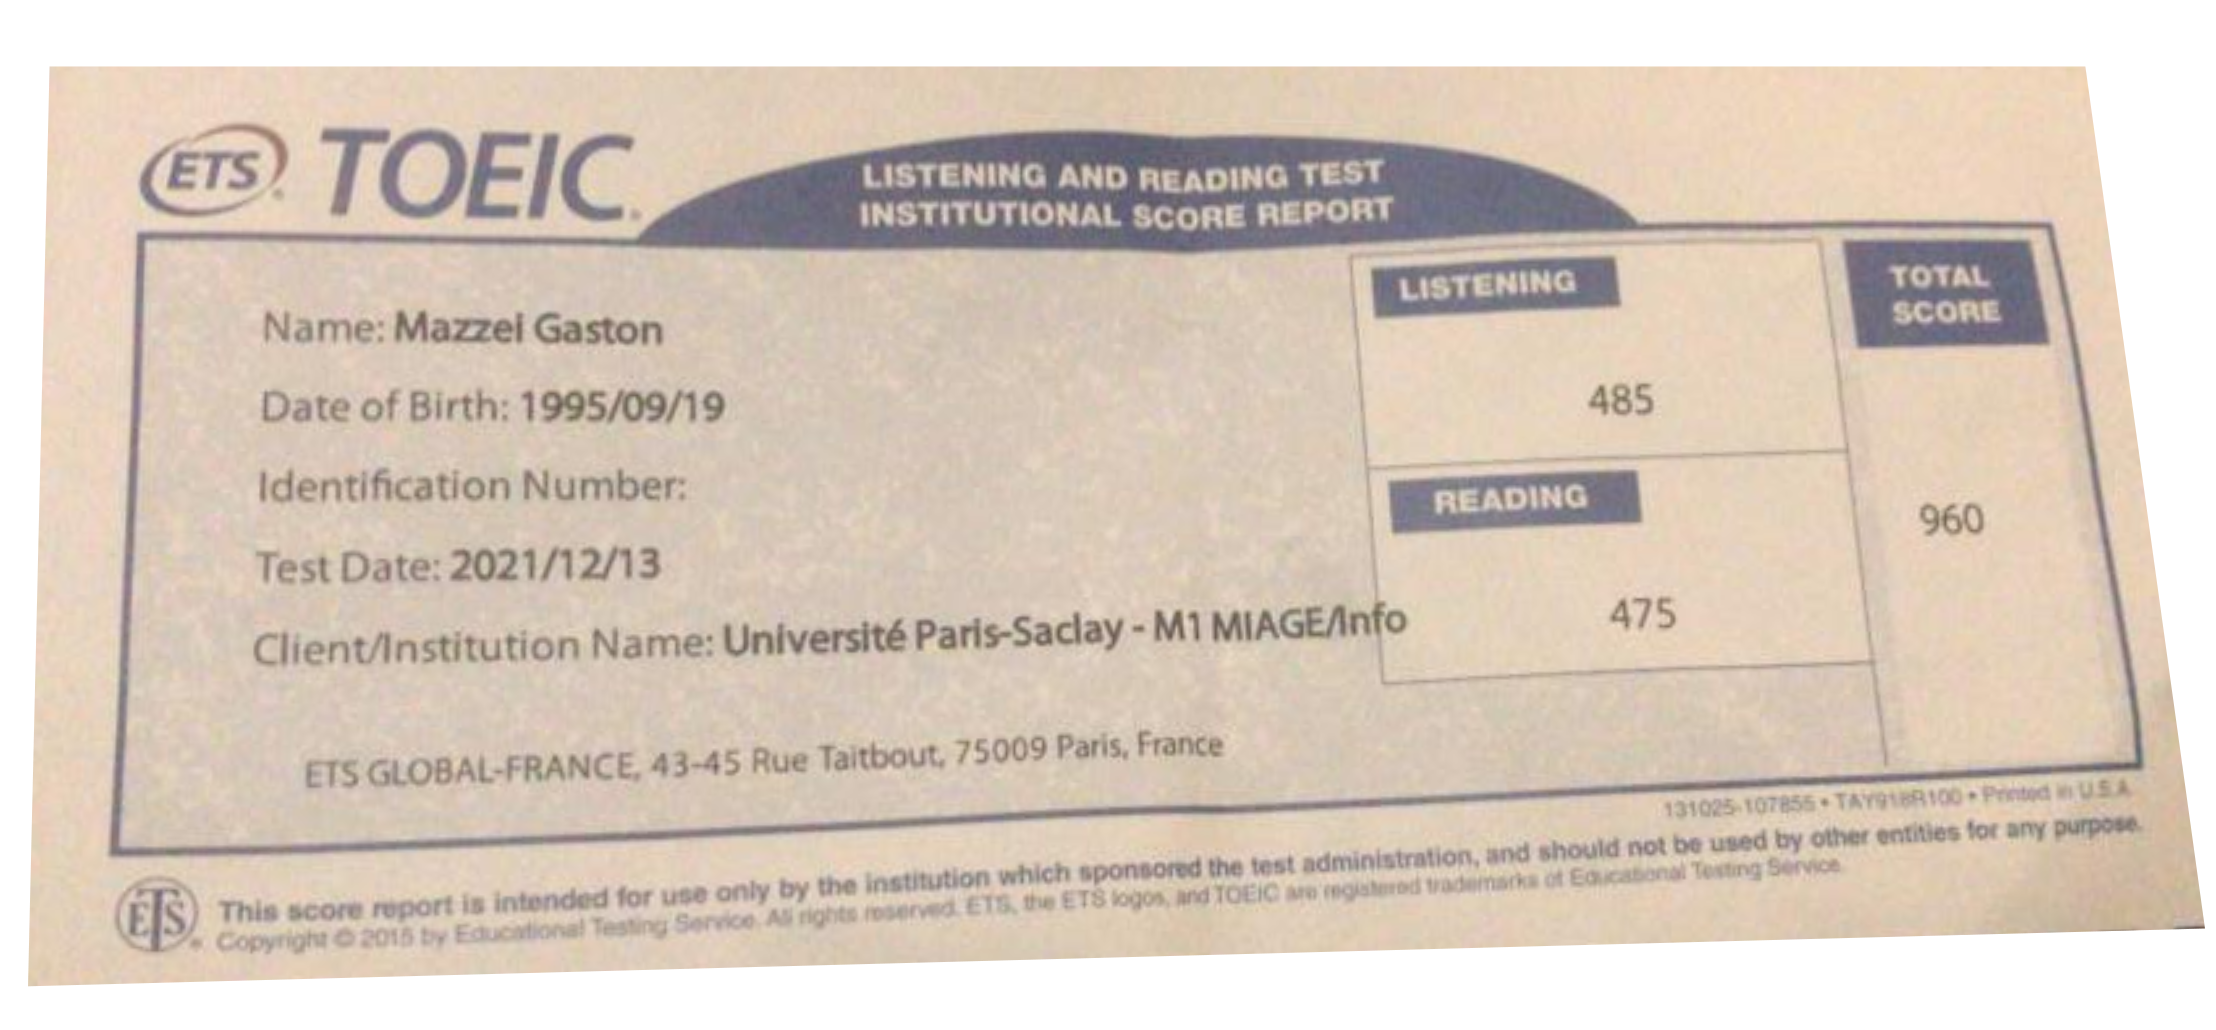 ETS® TOEIC®
LISTENING AND READING TEST
INSTITUTIONAL SCORE REPORT
Name: Mazzei Gaston
Date of Birth: 1995/09/19
Identification Number:
Test Date: 2021/12/13
Client/Institution Name: Université Paris-Saclay - M1 MIAGE/Info
ETS GLOBAL-FRANCE, 43-45 Rue Taitbout, 75009 Paris, France
LISTENING
485
READING
475
TOTAL
SCORE
960
131025-107855 • TAY918R100 • Printed in U.S.A.
ETS®
This score report is intended for use only by the institution which sponsored the test administration, and should not be used by other entities for any purpose.
Copyright © 2015 by Educational Testing Service. All rights reserved. ETS, the ETS logos, and TOEIC are registered trademarks of Educational Testing Service.